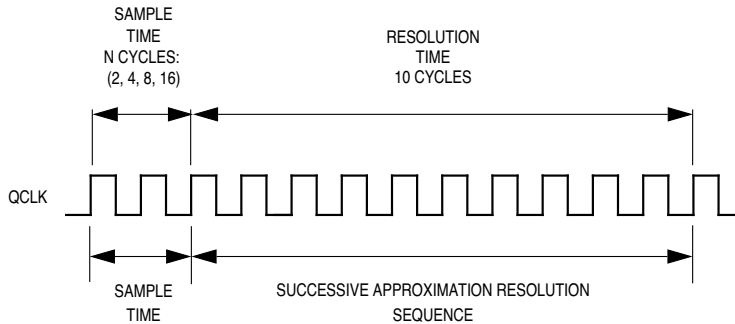 SAMPLE
TIME
N CYCLES:
(2, 4, 8, 16)
RESOLUTION
TIME
10 CYCLES
QCLK
SAMPLE
TIME
SUCCESSIVE APPROXIMATION RESOLUTION
SEQUENCE